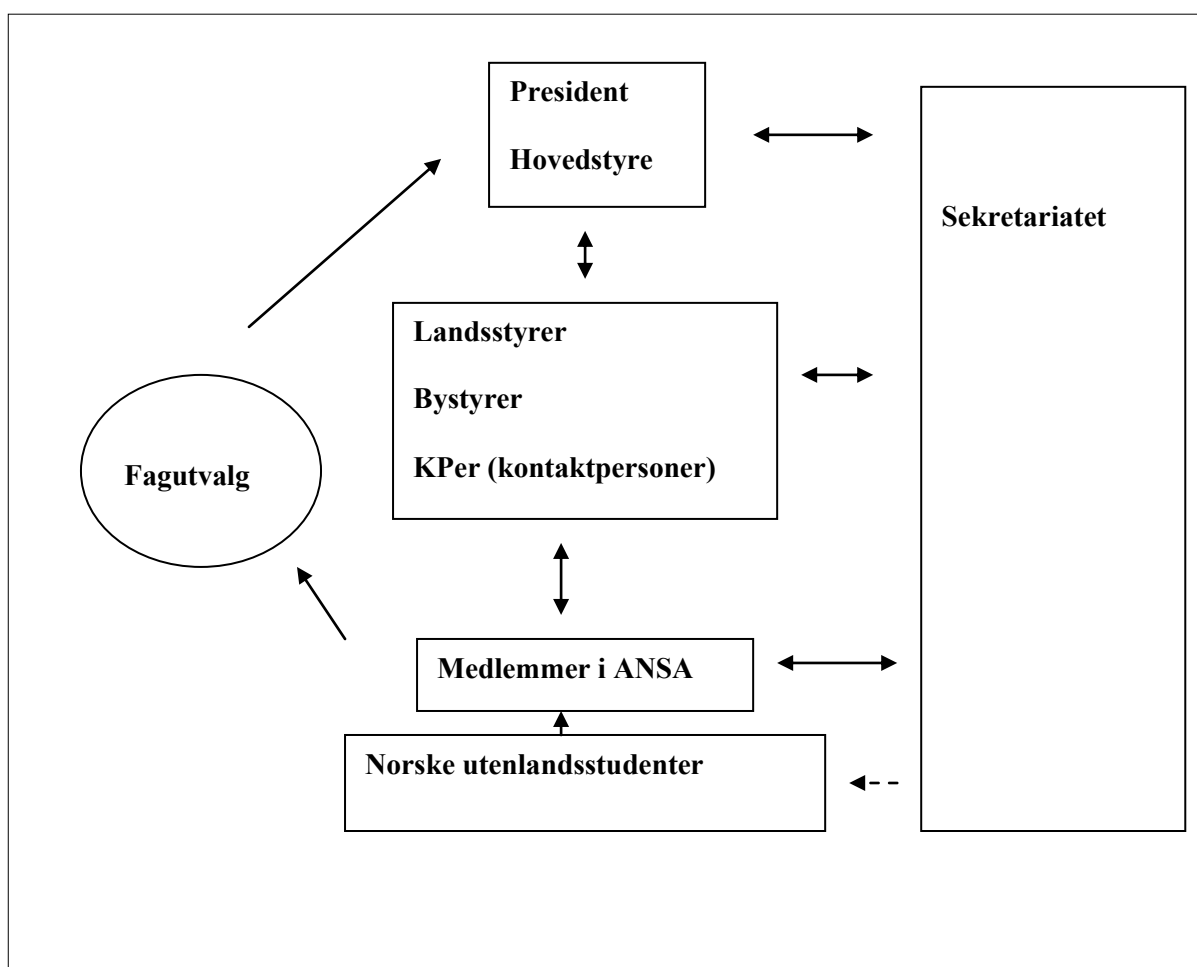 President
Hovedstyre
Sekretariatet
Landsstyrer
Bystyrer
KPer (kontaktpersoner)
Fagutvalg
Medlemmer i ANSA
Norske utenlandsstudenter